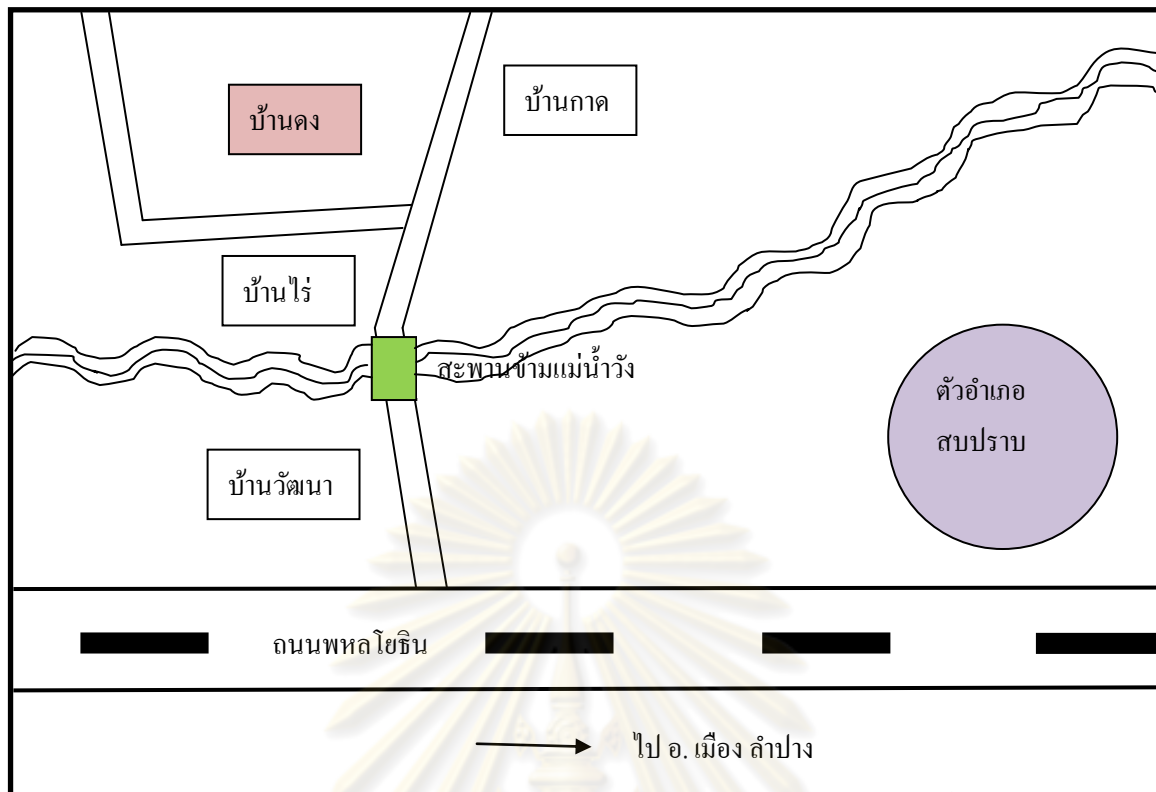 บ้านกาด
บ้านดง
บ้านไร่
สะพานข้ามแม่น้ำวัง
ตัวอำเภอ
สบปราบ
บ้านวัฒนา
ถนนพหลโยธิน
ไป อ. เมือง ลำปาง